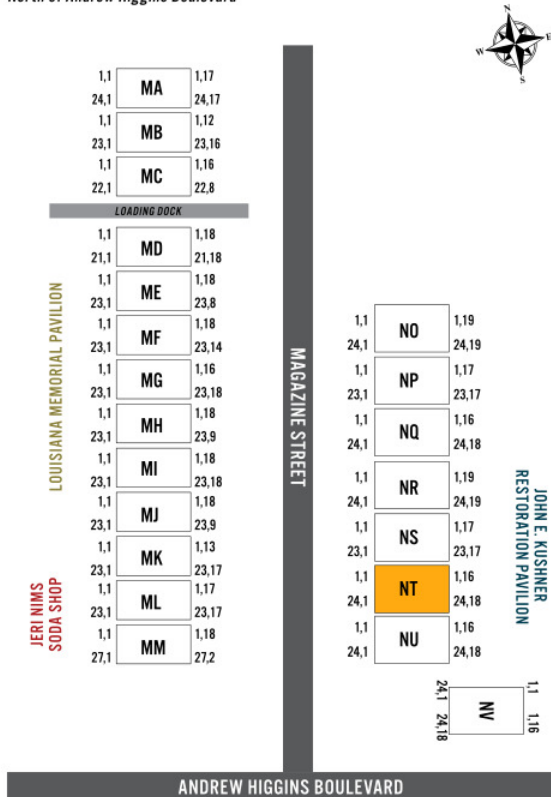 North of Andrew Higgins Boulevard
N
W E
S
1,1 MA 1,17
24,1 24,17
1,1 MB 1,12
23,1 23,16
1,1 MC 1,16
22,1 22,8
LOADING DOCK
1,1 MD 1,18
21,1 21,18
1,1 ME 1,18
23,1 23,8
1,1 MF 1,18
23,1 23,14
1,1 MG 1,16
23,1 23,18
1,1 MH 1,18
23,1 23,9
1,1 MI 1,18
23,1 23,18
1,1 MJ 1,18
23,1 23,9
1,1 MK 1,13
23,1 23,17
1,1 ML 1,17
23,1 23,17
1,1 MM 1,18
27,1 27,2
LOUISIANA MEMORIAL PAVILION
JERI NIMS
SODA SHOP
MAGAZINE STREET
1,1 NO 1,19
24,1 24,19
1,1 NP 1,17
23,1 23,17
1,1 NQ 1,16
24,1 24,18
1,1 NR 1,19
24,1 24,19
1,1 NS 1,17
23,1 23,17
1,1 NT 1,16
24,1 24,18
1,1 NU 1,16
24,1 24,18
JOHN E. KUSHNER
RESTORATION PAVILION
1,1 NV 1,16
24,1 24,18
ANDREW HIGGINS BOULEVARD